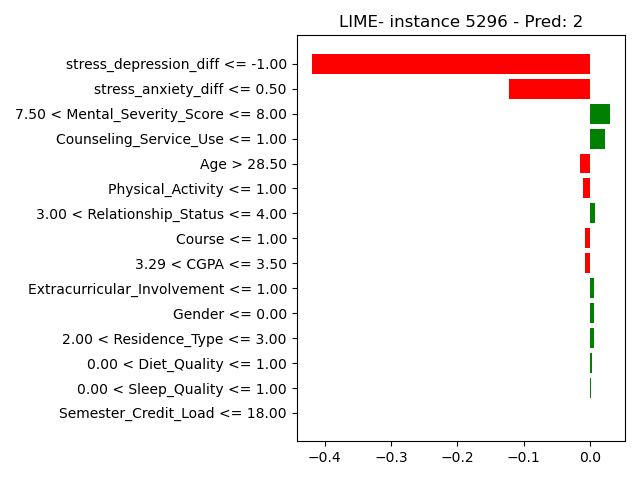 LIME- instance 5296 - Pred: 2
stress_depression_diff <= -1.00
stress_anxiety_diff <= 0.50
7.50 < Mental_Severity_Score <= 8.00
Counseling_Service_Use <= 1.00
Age > 28.50
Physical_Activity <= 1.00
3.00 < Relationship_Status <= 4.00
Course <= 1.00
3.29 < CGPA <= 3.50
Extracurricular_Involvement <= 1.00
Gender <= 0.00
2.00 < Residence_Type <= 3.00
0.00 < Diet_Quality <= 1.00
0.00 < Sleep_Quality <= 1.00
Semester_Credit_Load <= 18.00
−0.4 −0.3 −0.2 −0.1 0.0